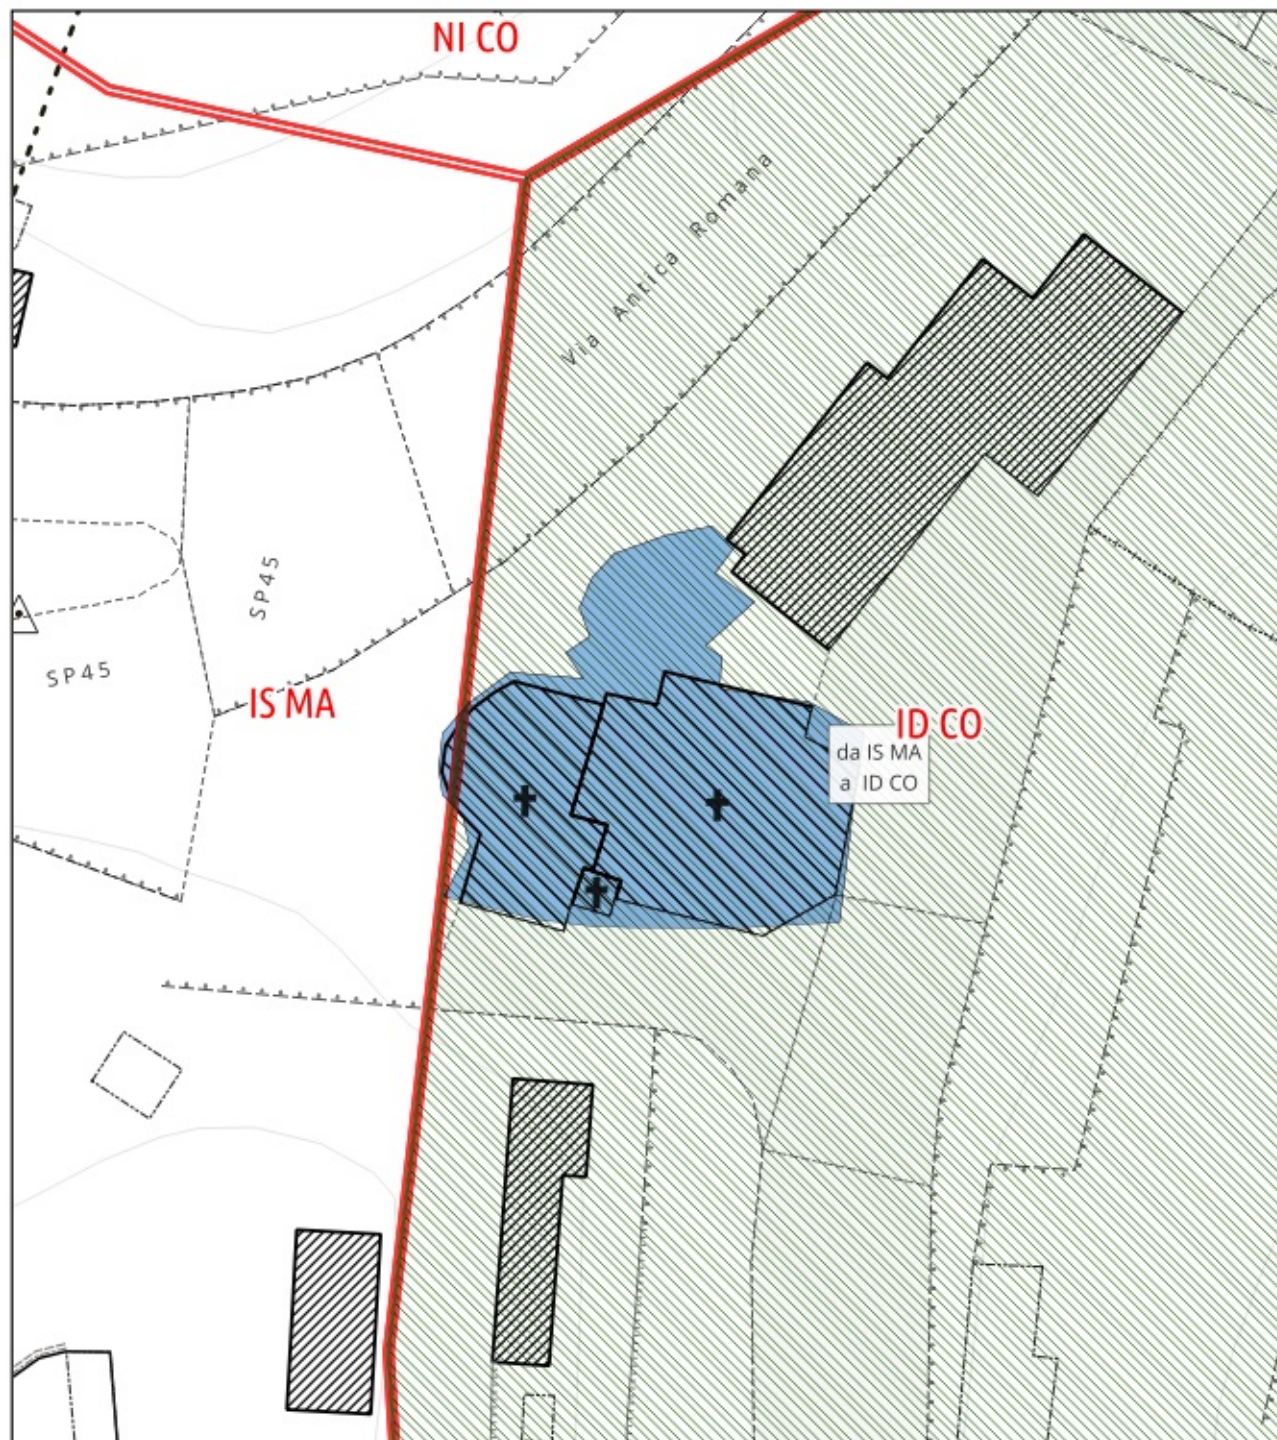 NI CO
Via Antica Romana
SP45
SP45
IS MA
ID CO
da IS MA
a ID CO